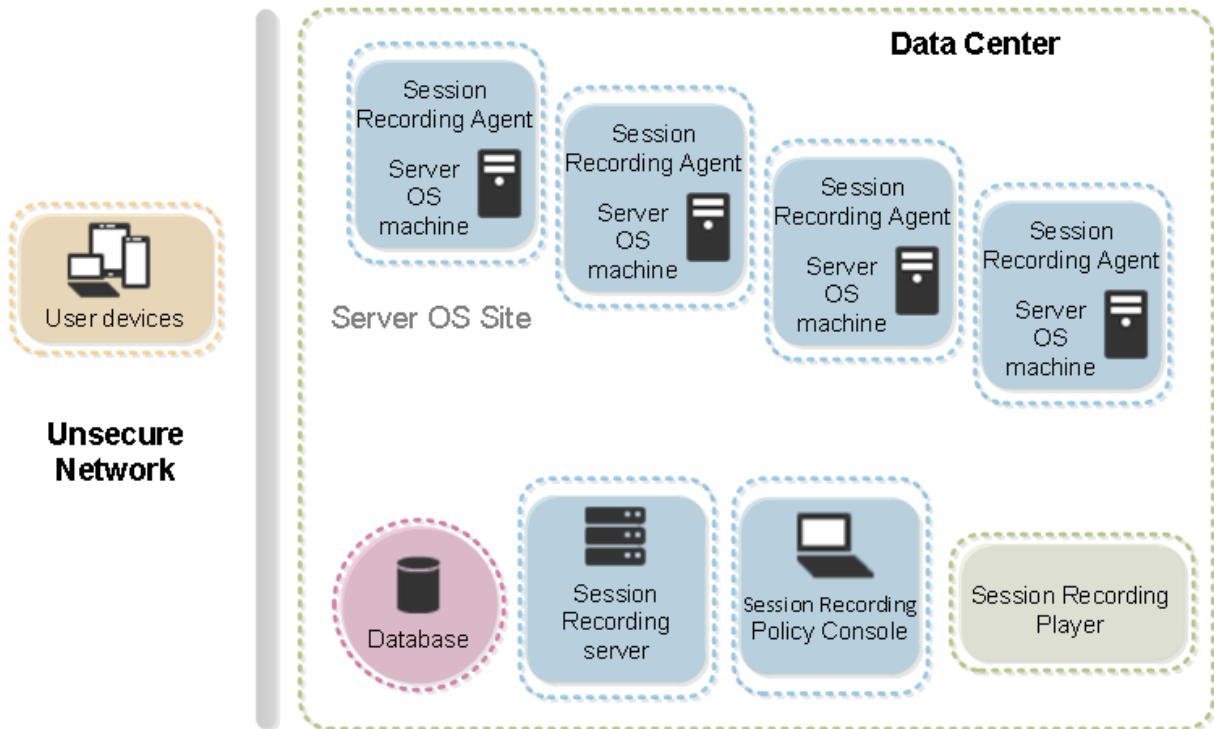 Data Center
Session
Recording Agent
Server
OS
machine
Session
Recording Agent
Server
OS
machine
Session
Recording Agent
Server
OS
machine
Session
Recording Agent
Server
OS
machine
User devices
Server OS Site
Unsecure
Network
Database
Session
Recording
server
Session Recording
Policy Console
Session Recording
Player